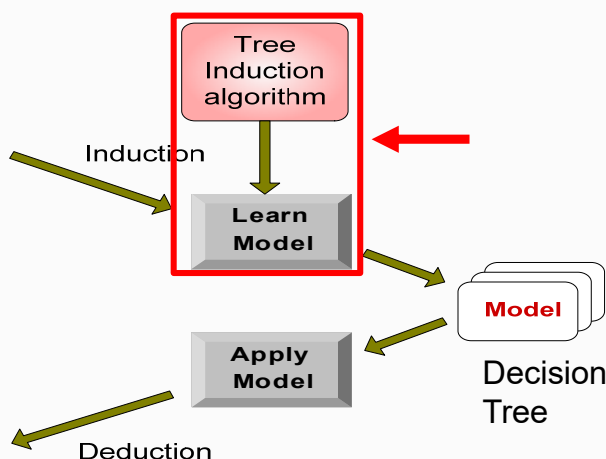 Tree
Induction
algorithm
Induction
Learn
Model
Model
Apply
Model
Decision
Tree
Deduction